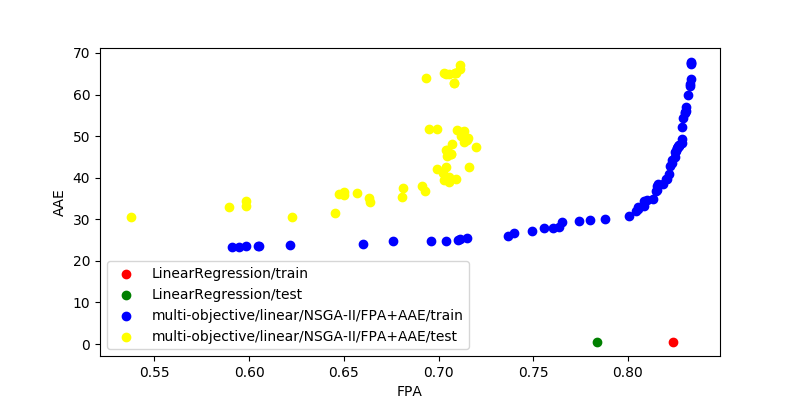 70
60
50
40
30
20
10
0
AAE
LinearRegression/train
LinearRegression/test
multi-objective/linear/NSGA-II/FPA+AAE/train
multi-objective/linear/NSGA-II/FPA+AAE/test
0.55 0.60 0.65 0.70 0.75 0.80
FPA